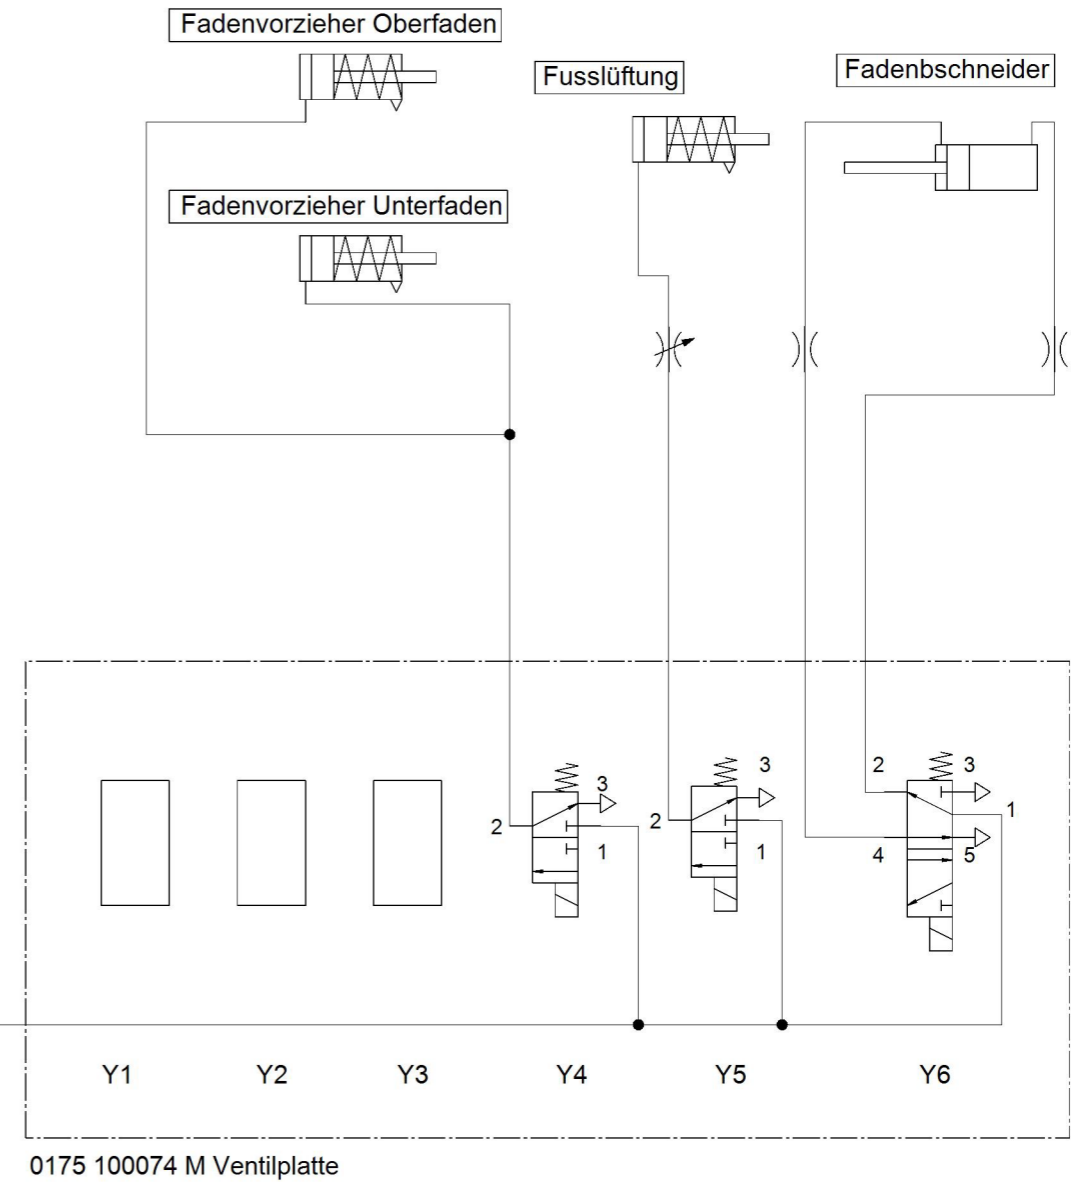 Fadenvorzieher Oberfaden
Fusslüftung
Fadenbschneider
Fadenvorzieher Unterfaden
3
2
1
3
2
1
2
3
1
4
5
Y1
Y2
Y3
Y4
Y5
Y6
0175 100074 M Ventilplatte